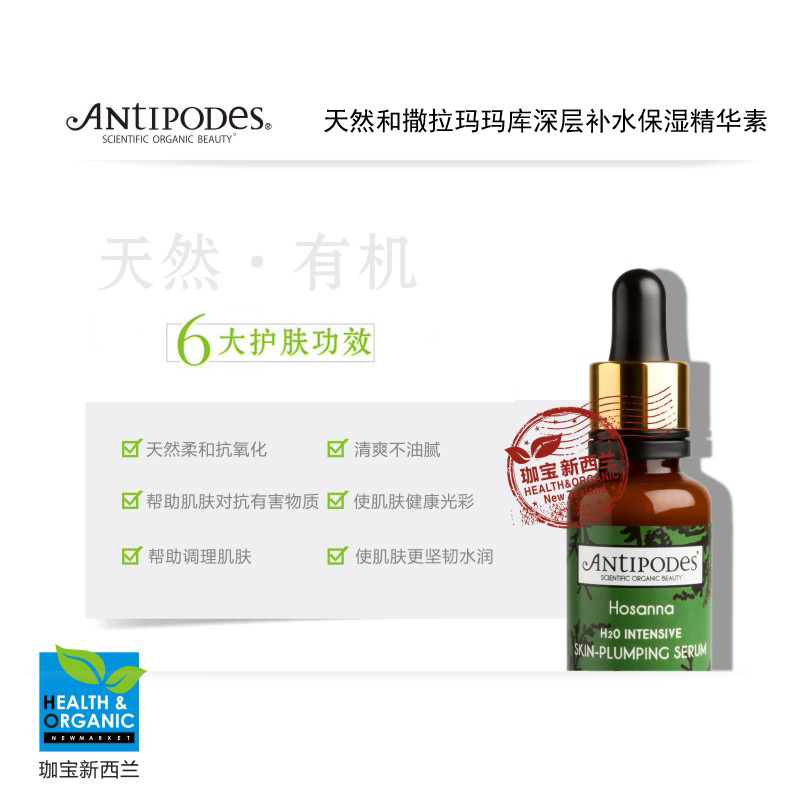 ANTIPODES®
SCIENTIFIC ORGANIC BEAUTY
天然和撒拉玛玛库深层补水保湿精华素
天然·有机
6大护肤功效
天然柔和抗氧化
清爽不油腻
帮助肌肤对抗有害物质
使肌肤健康光彩
帮助调理肌肤
使肌肤更坚韧水润
珈宝新西兰
HEALTH&ORGANIC
New Zealand
ANTIPODES®
SCIENTIFIC ORGANIC BEAUTY
Hosanna
H2O INTENSIVE
SKIN-PLUMPING SERUM
HEALTH &
ORGANIC
NEWMARKET
珈宝新西兰